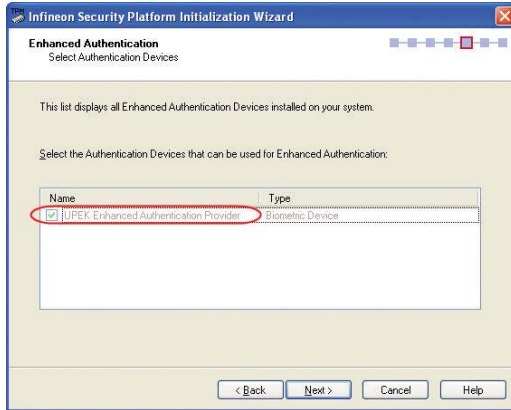 TPM
Infineon Security Platform Initialization Wizard
Enhanced Authentication
Select Authentication Devices
This list displays all Enhanced Authentication Devices installed on your system.
Select the Authentication Devices that can be used for Enhanced Authentication:
Name Type
UPEK Enhanced Authentication Provider Biometric Device
< Back Next > Cancel Help